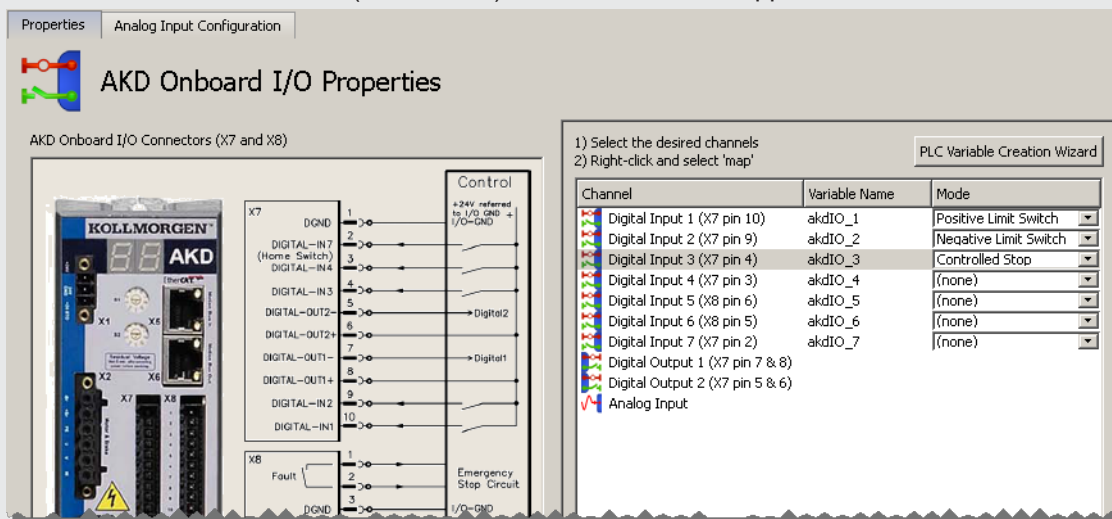 Properties
Analog Input Configuration
AKD Onboard I/O Properties
AKD Onboard I/O Connectors (X7 and X8)
KOLLMORGEN
AKD
EtherCAT
X1
X5
X2
X6
X7
X8
Control
+24V referred
to I/O GND +
I/O-GND
X7
DGND
1
DIGITAL-IN7
2
(Home Switch)
DIGITAL-IN4
3
DIGITAL-IN3
4
DIGITAL-OUT2-
5
Digital2
DIGITAL-OUT2+
6
DIGITAL-OUT1-
7
Digital1
DIGITAL-OUT1+
8
DIGITAL-IN2
9
DIGITAL-IN1
10
X8
Fault
1
2
Emergency
Stop Circuit
DGND
3
I/O-GND
1) Select the desired channels
2) Right-click and select 'map'
PLC Variable Creation Wizard
Channel Variable Name Mode
Digital Input 1 (X7 pin 10) akdIO_1 Positive Limit Switch
Digital Input 2 (X7 pin 9) akdIO_2 Negative Limit Switch
Digital Input 3 (X7 pin 4) akdIO_3 Controlled Stop
Digital Input 4 (X7 pin 3) akdIO_4 (none)
Digital Input 5 (X8 pin 6) akdIO_5 (none)
Digital Input 6 (X8 pin 5) akdIO_6 (none)
Digital Input 7 (X7 pin 2) akdIO_7 (none)
Digital Output 1 (X7 pin 7 & 8)
Digital Output 2 (X7 pin 5 & 6)
Analog Input